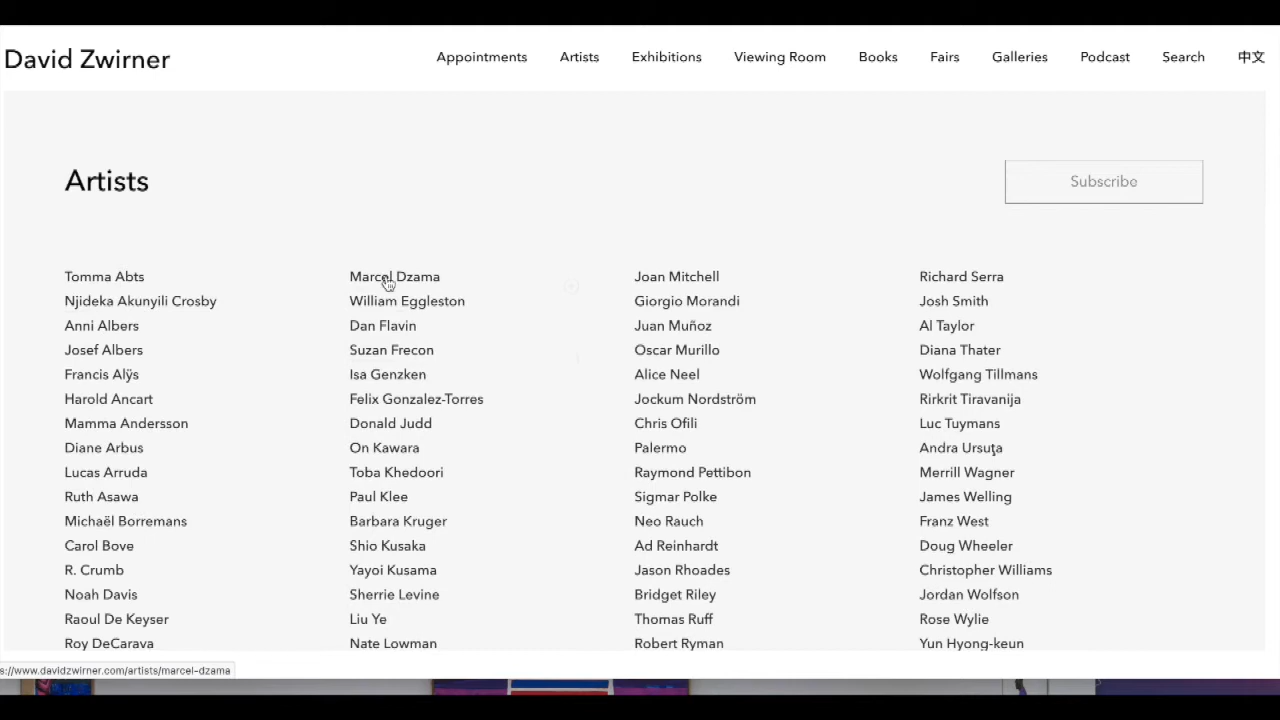 David Zwirner
Appointments Artists Exhibitions Viewing Room Books Fairs Galleries Podcast Search 中文
Artists
Subscribe
Tomma Abts
Njideka Akunyili Crosby
Anni Albers
Josef Albers
Francis Alÿs
Harold Ancart
Mamma Andersson
Diane Arbus
Lucas Arruda
Ruth Asawa
Michaël Borremans
Carol Bove
R. Crumb
Noah Davis
Raoul De Keyser
Roy DeCarava
Marcel Dzama
William Eggleston
Dan Flavin
Suzan Frecon
Isa Genzken
Felix Gonzalez-Torres
Donald Judd
On Kawara
Toba Khedoori
Paul Klee
Barbara Kruger
Shio Kusaka
Yayoi Kusama
Sherrie Levine
Liu Ye
Nate Lowman
Joan Mitchell
Giorgio Morandi
Juan Muñoz
Oscar Murillo
Alice Neel
Jockum Nordström
Chris Ofili
Palermo
Raymond Pettibon
Sigmar Polke
Neo Rauch
Ad Reinhardt
Jason Rhoades
Bridget Riley
Thomas Ruff
Robert Ryman
Richard Serra
Josh Smith
Al Taylor
Diana Thater
Wolfgang Tillmans
Rirkrit Tiravanija
Luc Tuymans
Andra Ursuţa
Merrill Wagner
James Welling
Franz West
Doug Wheeler
Christopher Williams
Jordan Wolfson
Rose Wylie
Yun Hyong-keun
s://www.davidzwirner.com/artists/marcel-dzama